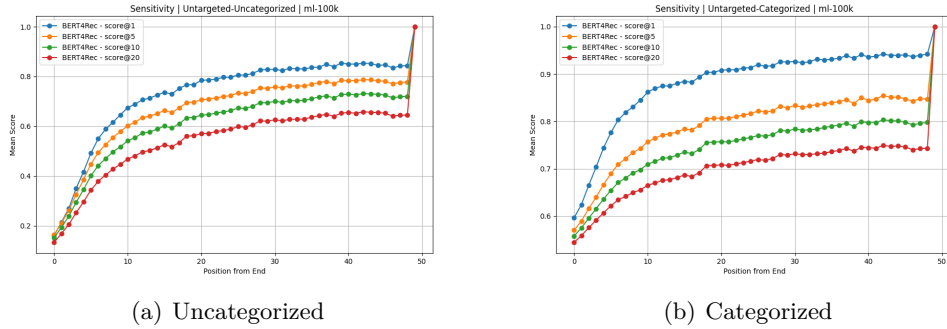 Sensitivity | Untargeted-Uncategorized | ml-100k
BERT4Rec - score@1
BERT4Rec - score@5
BERT4Rec - score@10
BERT4Rec - score@20
Mean Score
1.0
0.8
0.6
0.4
0.2
0 10 20 30 40 50
Position from End
(a) Uncategorized
Sensitivity | Untargeted-Categorized | ml-100k
BERT4Rec - score@1
BERT4Rec - score@5
BERT4Rec - score@10
BERT4Rec - score@20
Mean Score
1.0
0.9
0.8
0.7
0.6
0 10 20 30 40 50
Position from End
(b) Categorized